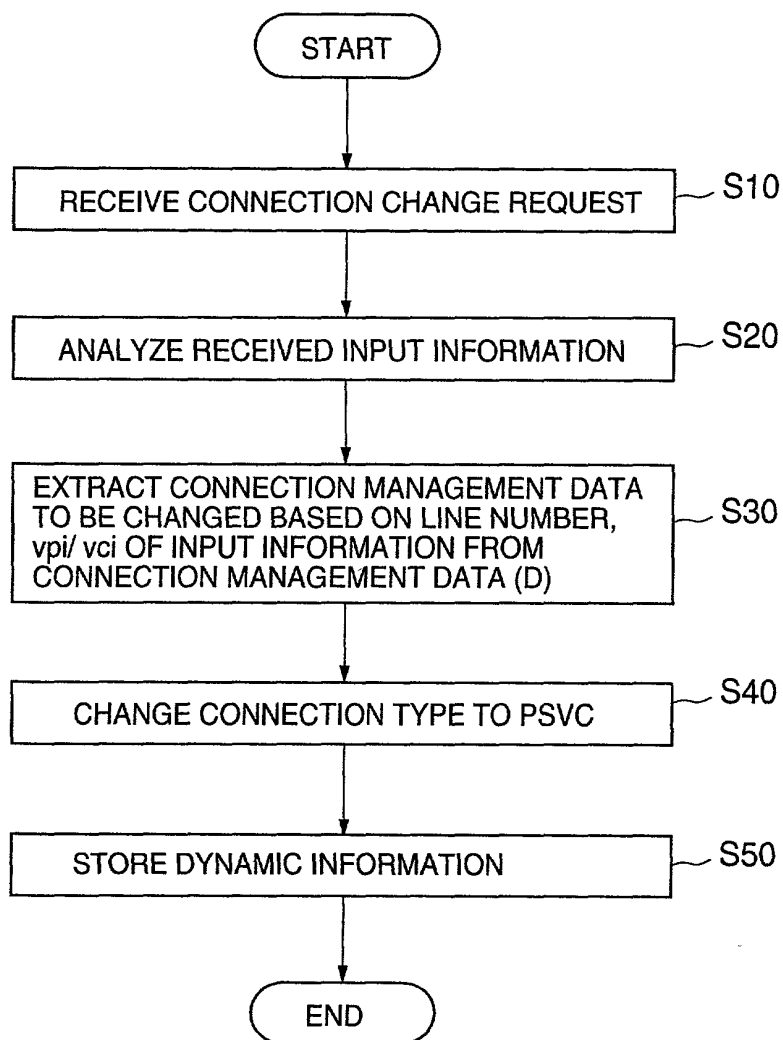 START
RECEIVE CONNECTION CHANGE REQUEST
S10
ANALYZE RECEIVED INPUT INFORMATION
S20
EXTRACT CONNECTION MANAGEMENT DATA
TO BE CHANGED BASED ON LINE NUMBER,
vpi/ vci OF INPUT INFORMATION FROM
CONNECTION MANAGEMENT DATA (D)
S30
CHANGE CONNECTION TYPE TO PSVC
S40
STORE DYNAMIC INFORMATION
S50
END